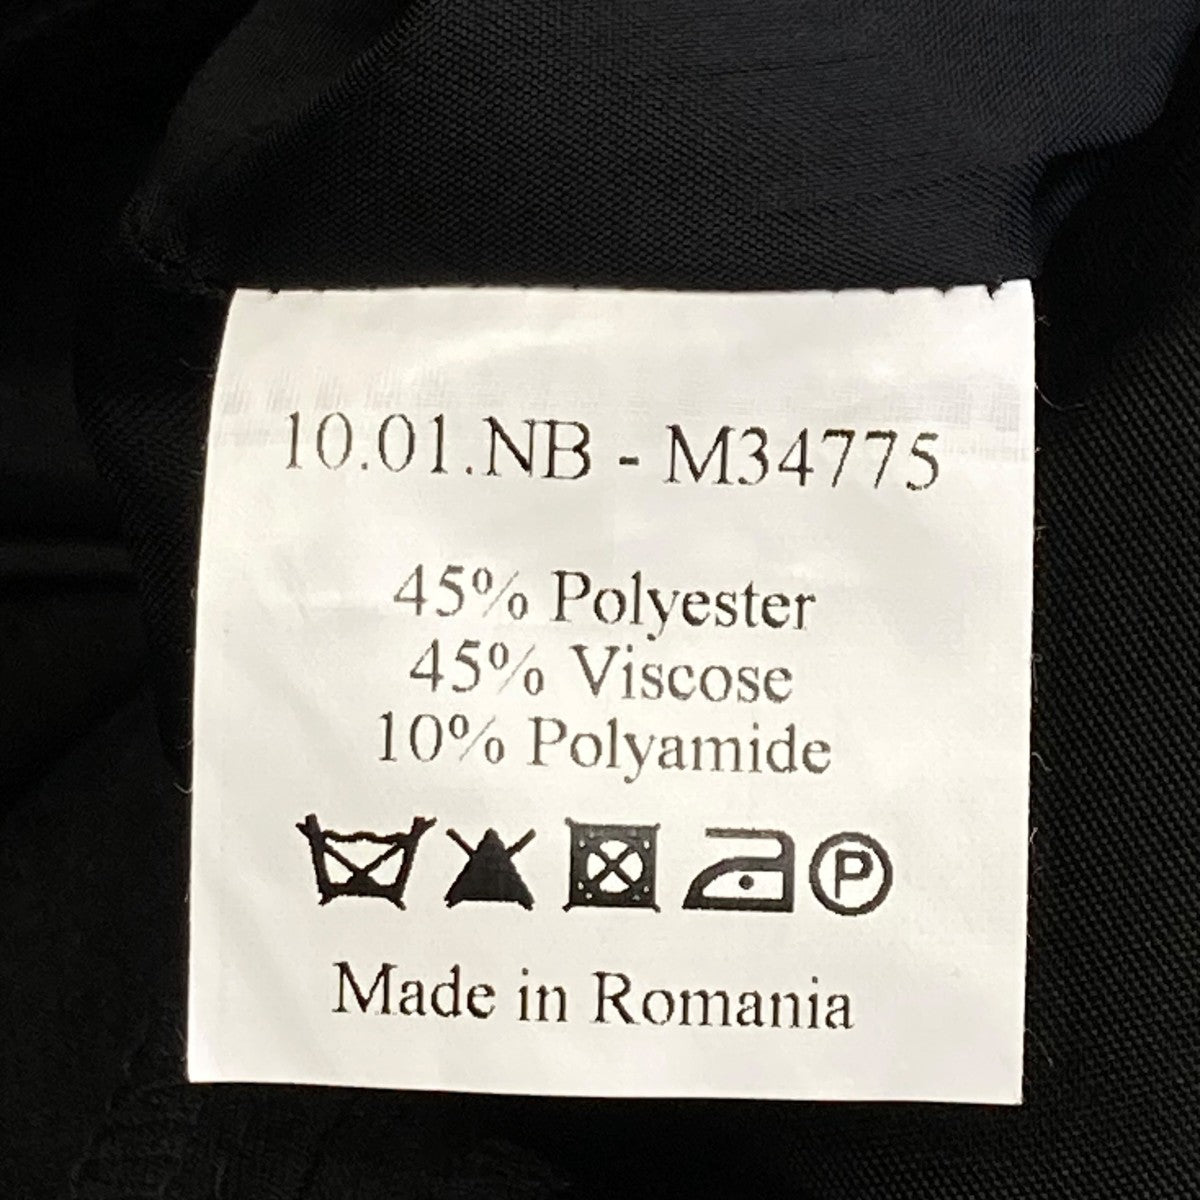 10.01.NB - M34775
45% Polyester
45% Viscose
10% Polyamide
P
Made in Romania